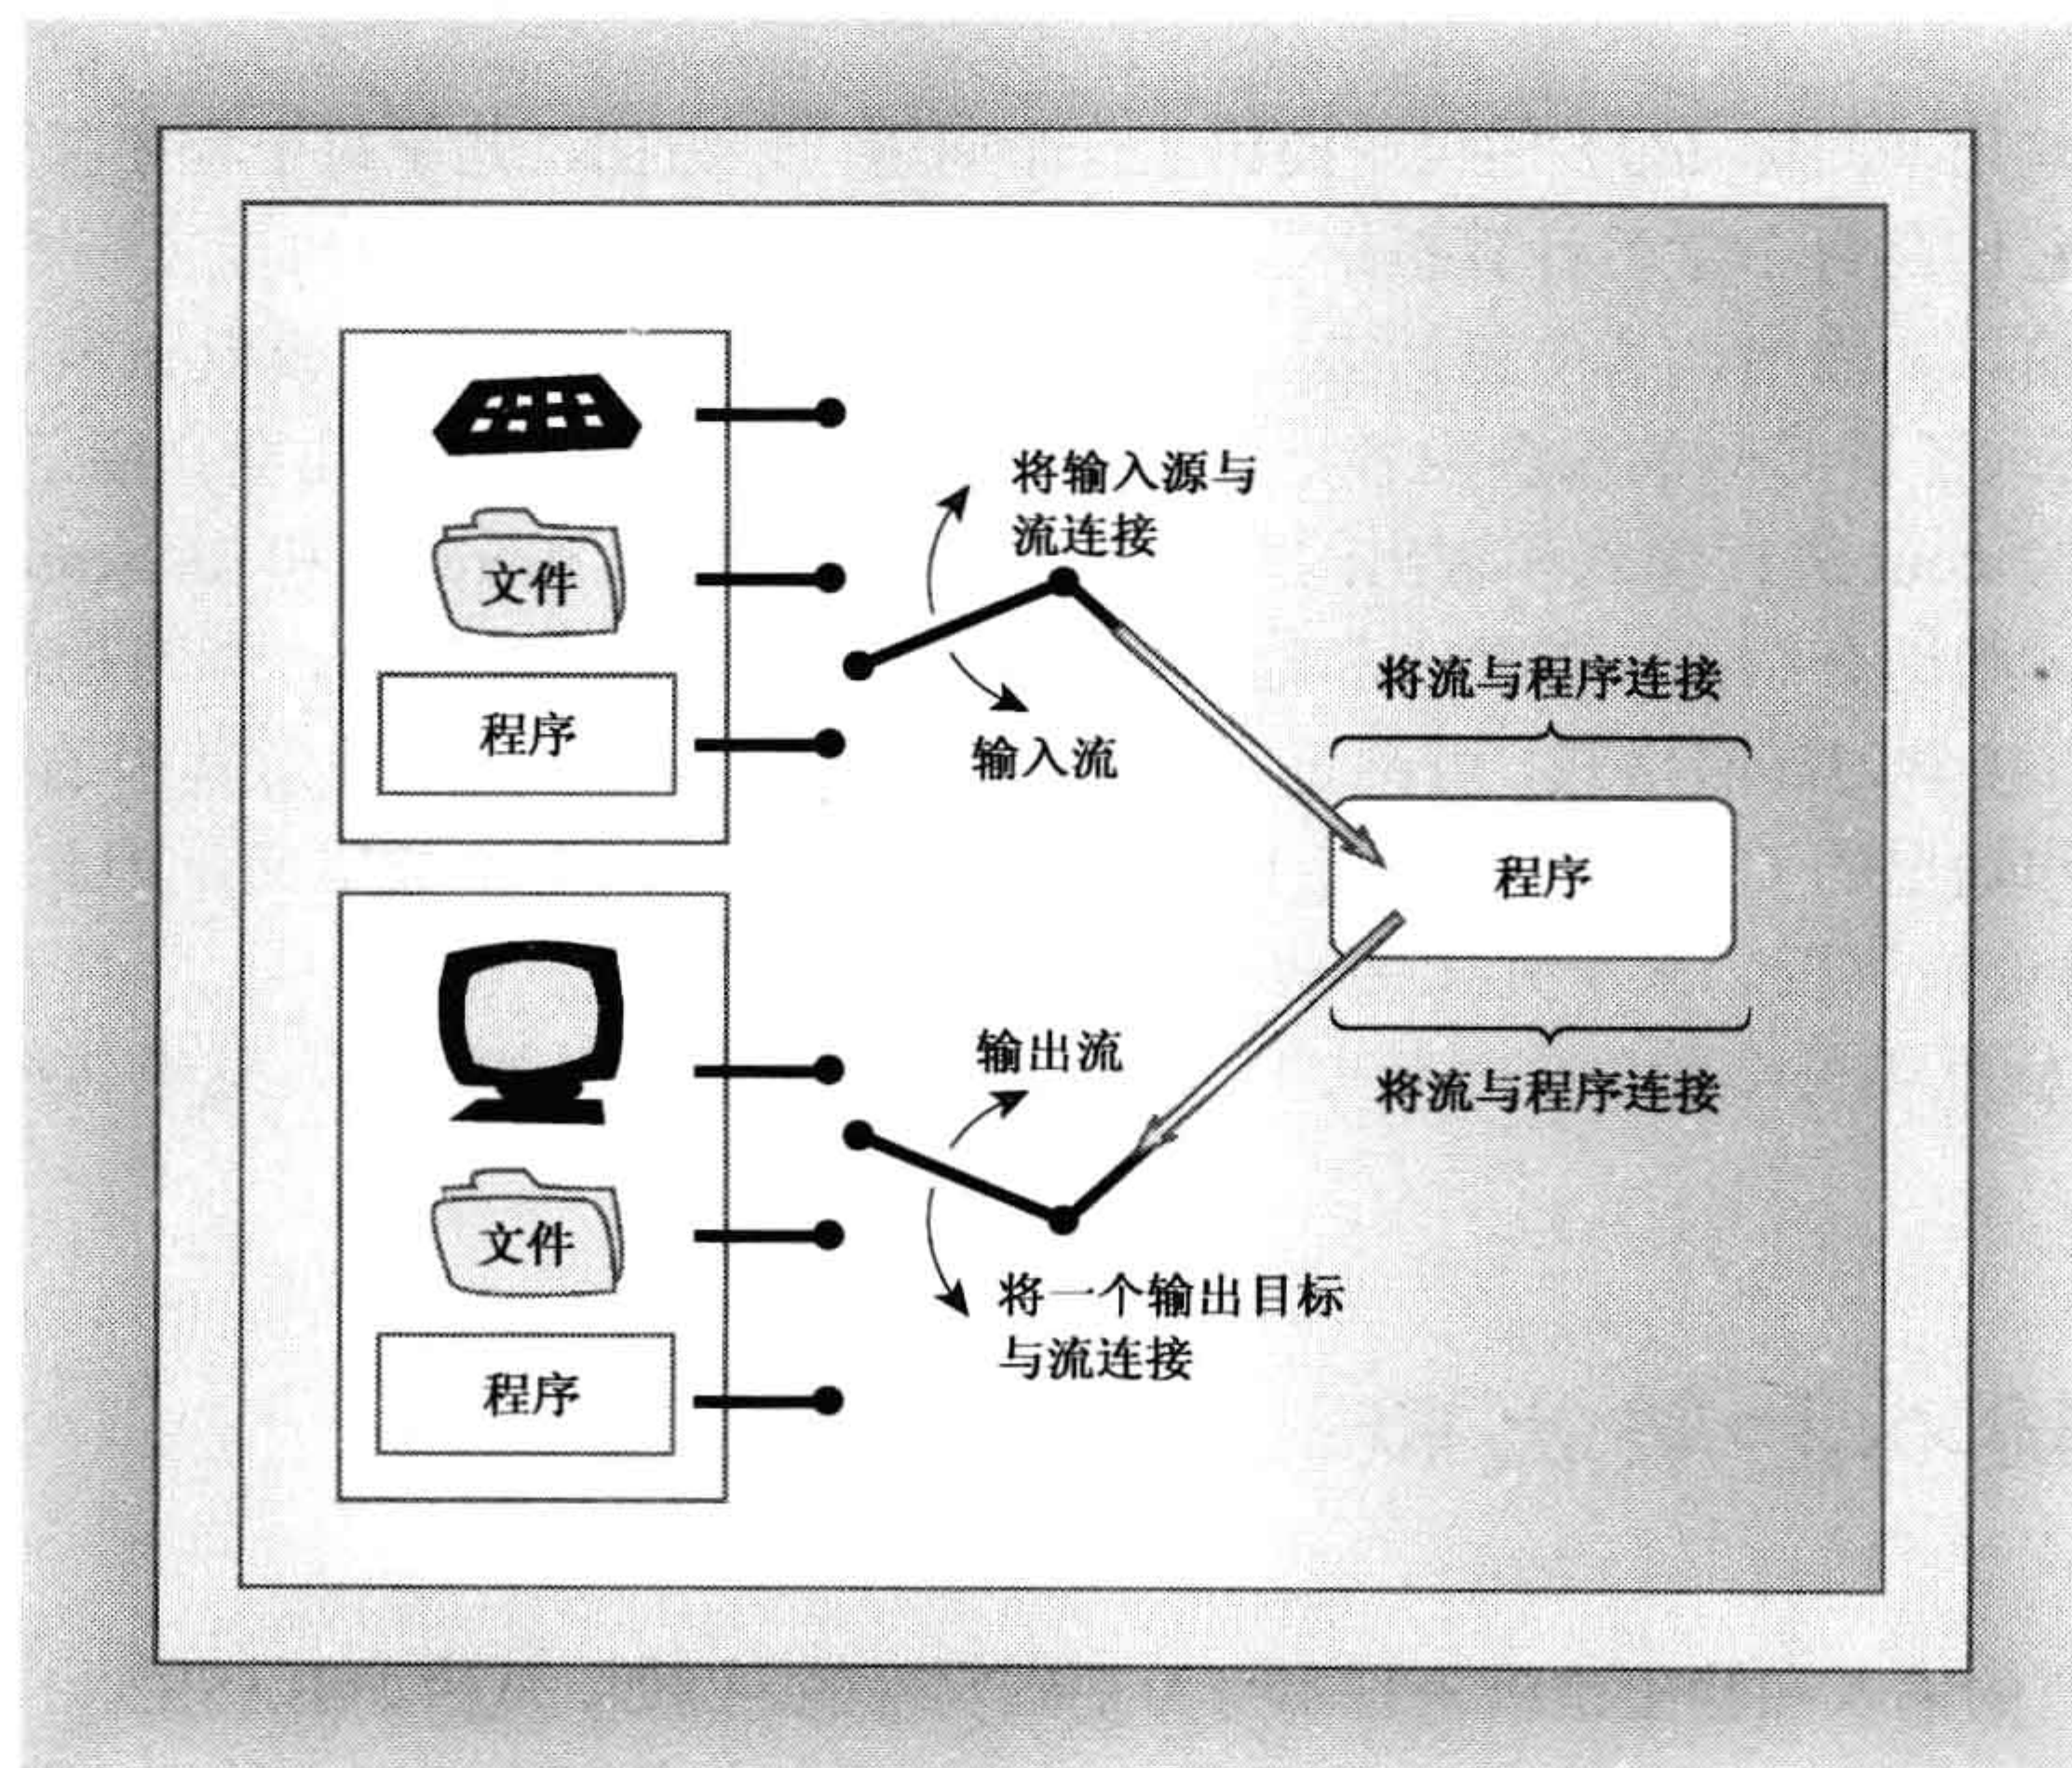 将输入源与
流连接
文件
将流与程序连接
程序
输入流
程序
输出流
将流与程序连接
文件
将一个输出目标
与流连接
程序